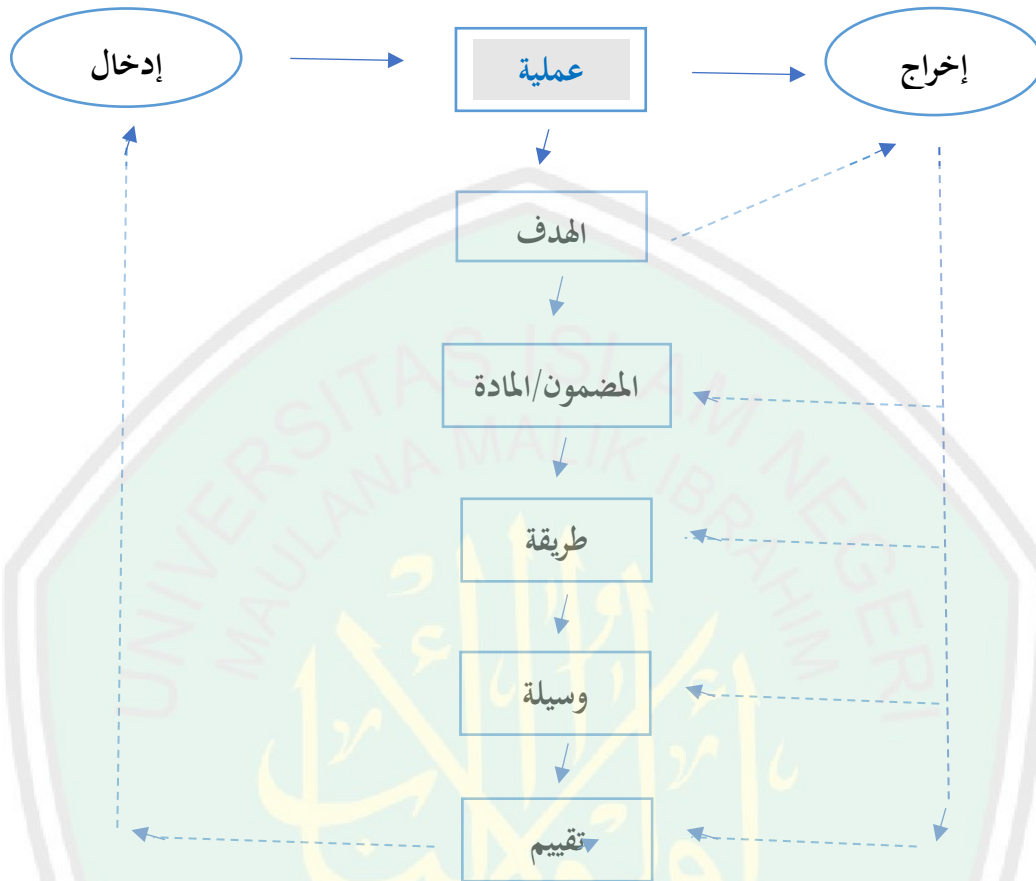 إدخال
عملية
إخراج
الهدف
UNIVERSITAS ISLAM NEGERI
MAULANA MALIK IBRAHIM
المضمون/المادة
طريقة
وسيلة
تقييم